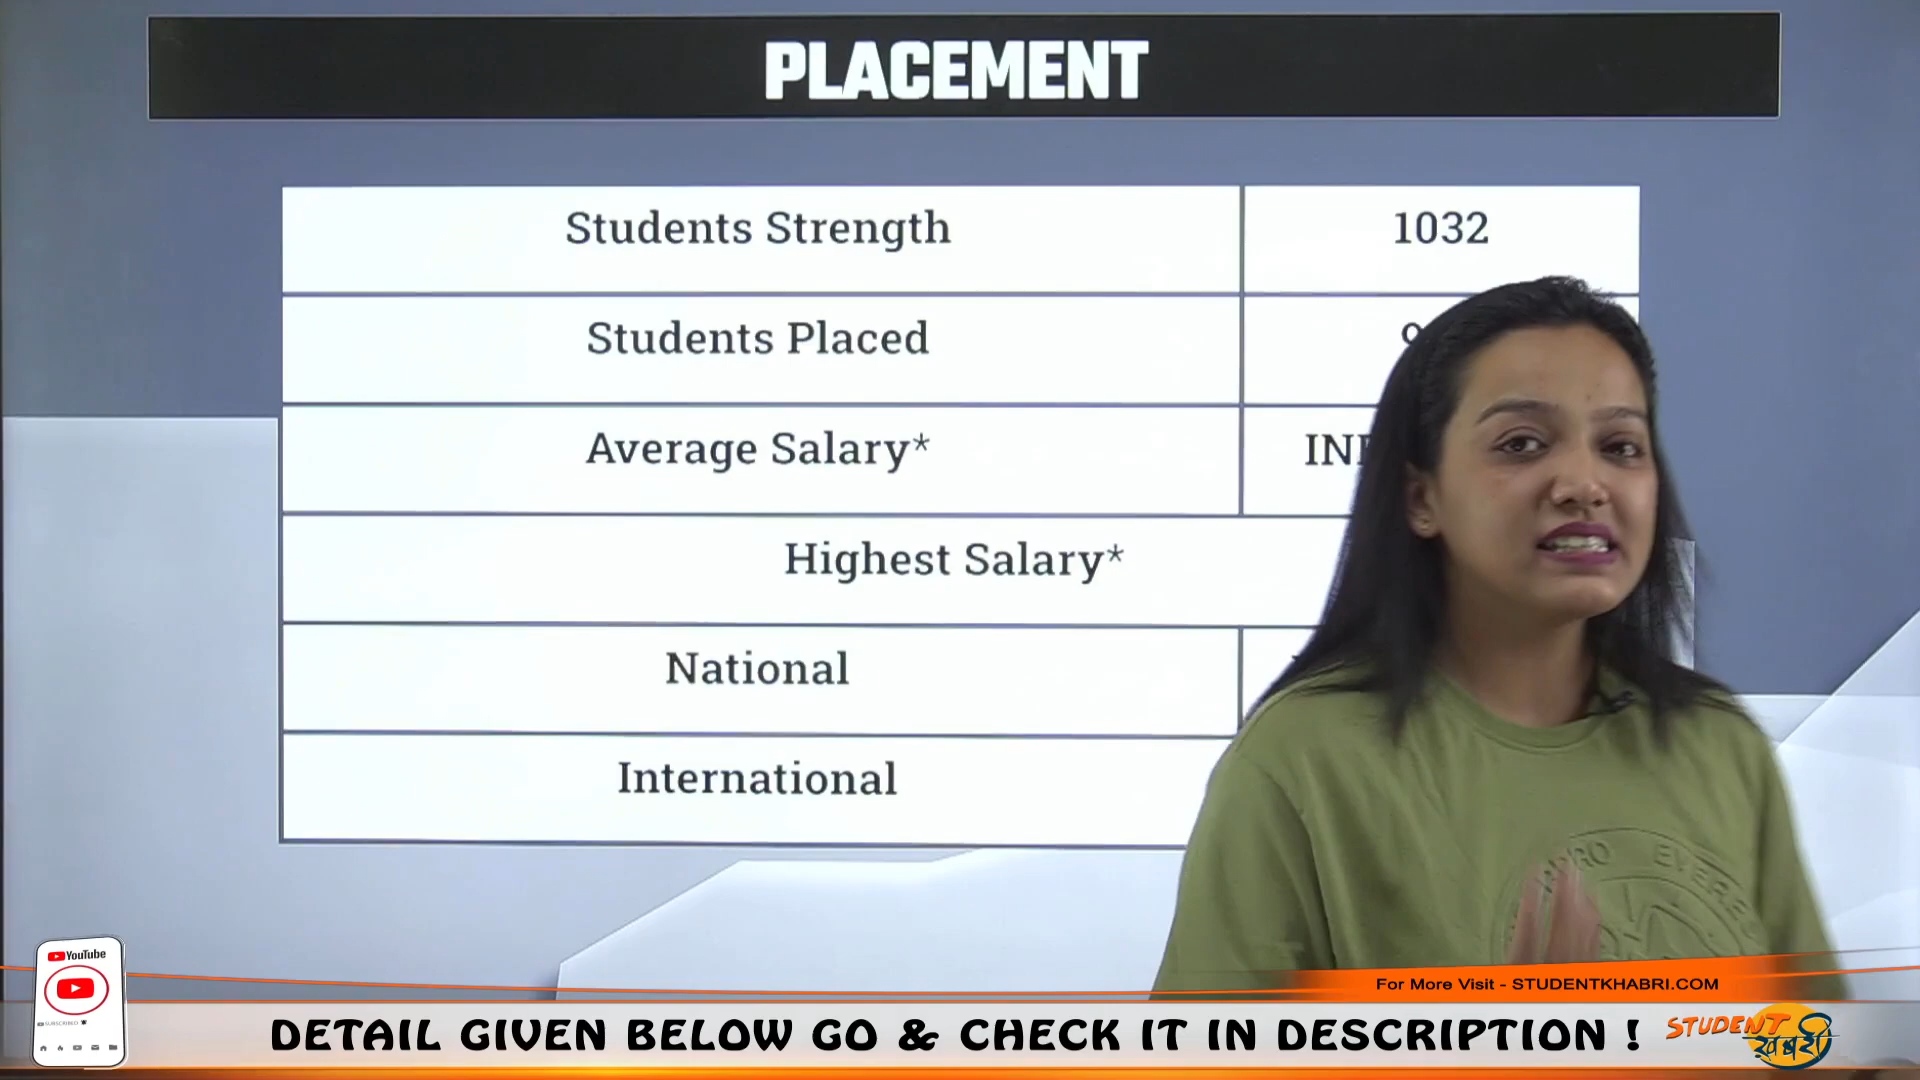 PLACEMENT
Students Strength 1032
Students Placed
Average Salary*
Highest Salary*
National
International
YouTube
SUBSCRIBED
For More Visit - STUDENTKHABRI.COM
DETAIL GIVEN BELOW GO & CHECK IT IN DESCRIPTION !
STUDENT
ख़बरी